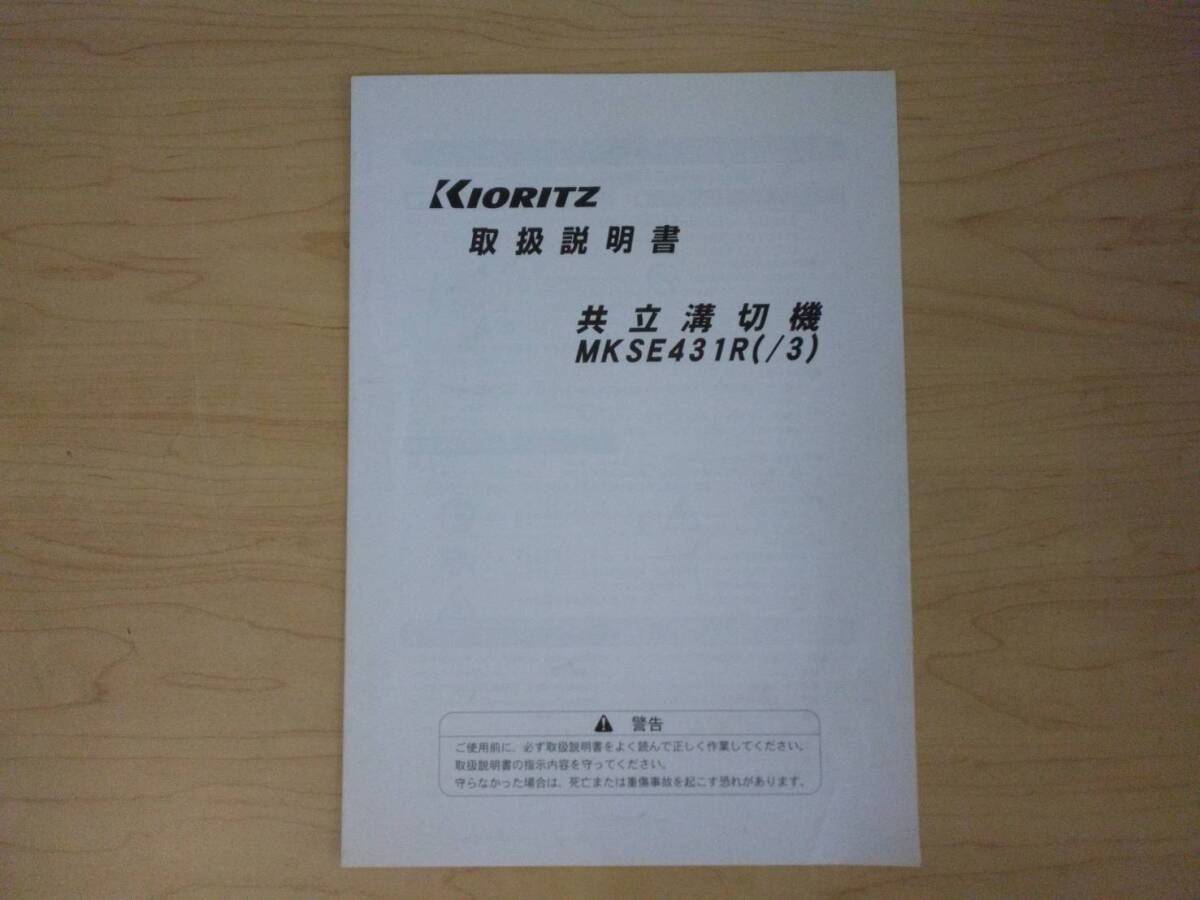 KIORITZ
取扱説明書
共立溝切機
MKSE431R(/3)
警告
ご使用前に、必ず取扱説明書をよく読んで正しく作業してください。
取扱説明書の指示内容を守ってください。
守らなかった場合は、死亡または重傷事故を起こす恐れがあります。